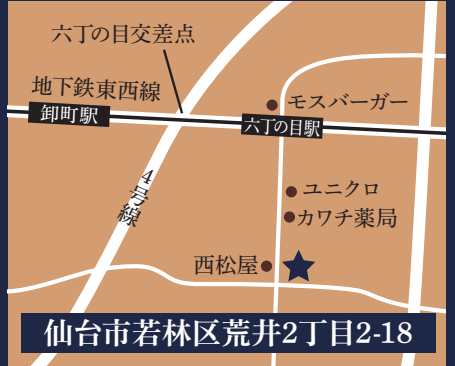 六丁の目交差点
地下鉄東西線
卸町駅
モスバーガー
六丁の目駅
4号線
ユニクロ
カワチ薬局
西松屋
仙台市若林区荒井2丁目2-18